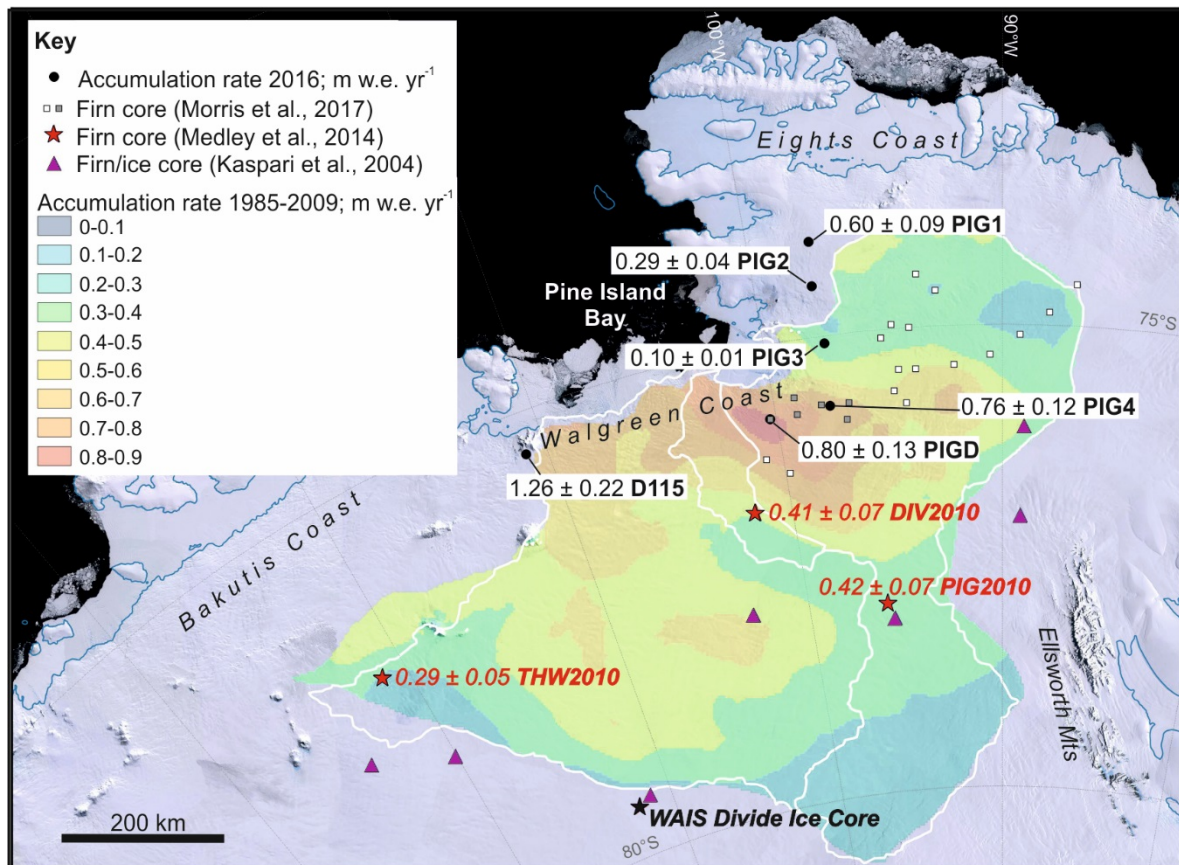 Key
Accumulation rate 2016; m w.e. yr⁻¹
Firn core (Morris et al., 2017)
Firn core (Medley et al., 2014)
Firn/ice core (Kaspari et al., 2004)
Accumulation rate 1985-2009; m w.e. yr⁻¹
0-0.1
0.1-0.2
0.2-0.3
0.3-0.4
0.4-0.5
0.5-0.6
0.6-0.7
0.7-0.8
0.8-0.9
100°W
90°W
Eights Coast
0.60 ± 0.09 PIG1
0.29 ± 0.04 PIG2
Pine Island
Bay
75°S
0.10 ± 0.01 PIG3
Walgreen Coast
0.76 ± 0.12 PIG4
0.80 ± 0.13 PIGD
1.26 ± 0.22 D115
0.41 ± 0.07 DIV2010
Bakutis Coast
0.42 ± 0.07 PIG2010
Ellsworth Mts
0.29 ± 0.05 THW2010
WAIS Divide Ice Core
200 km
80°S